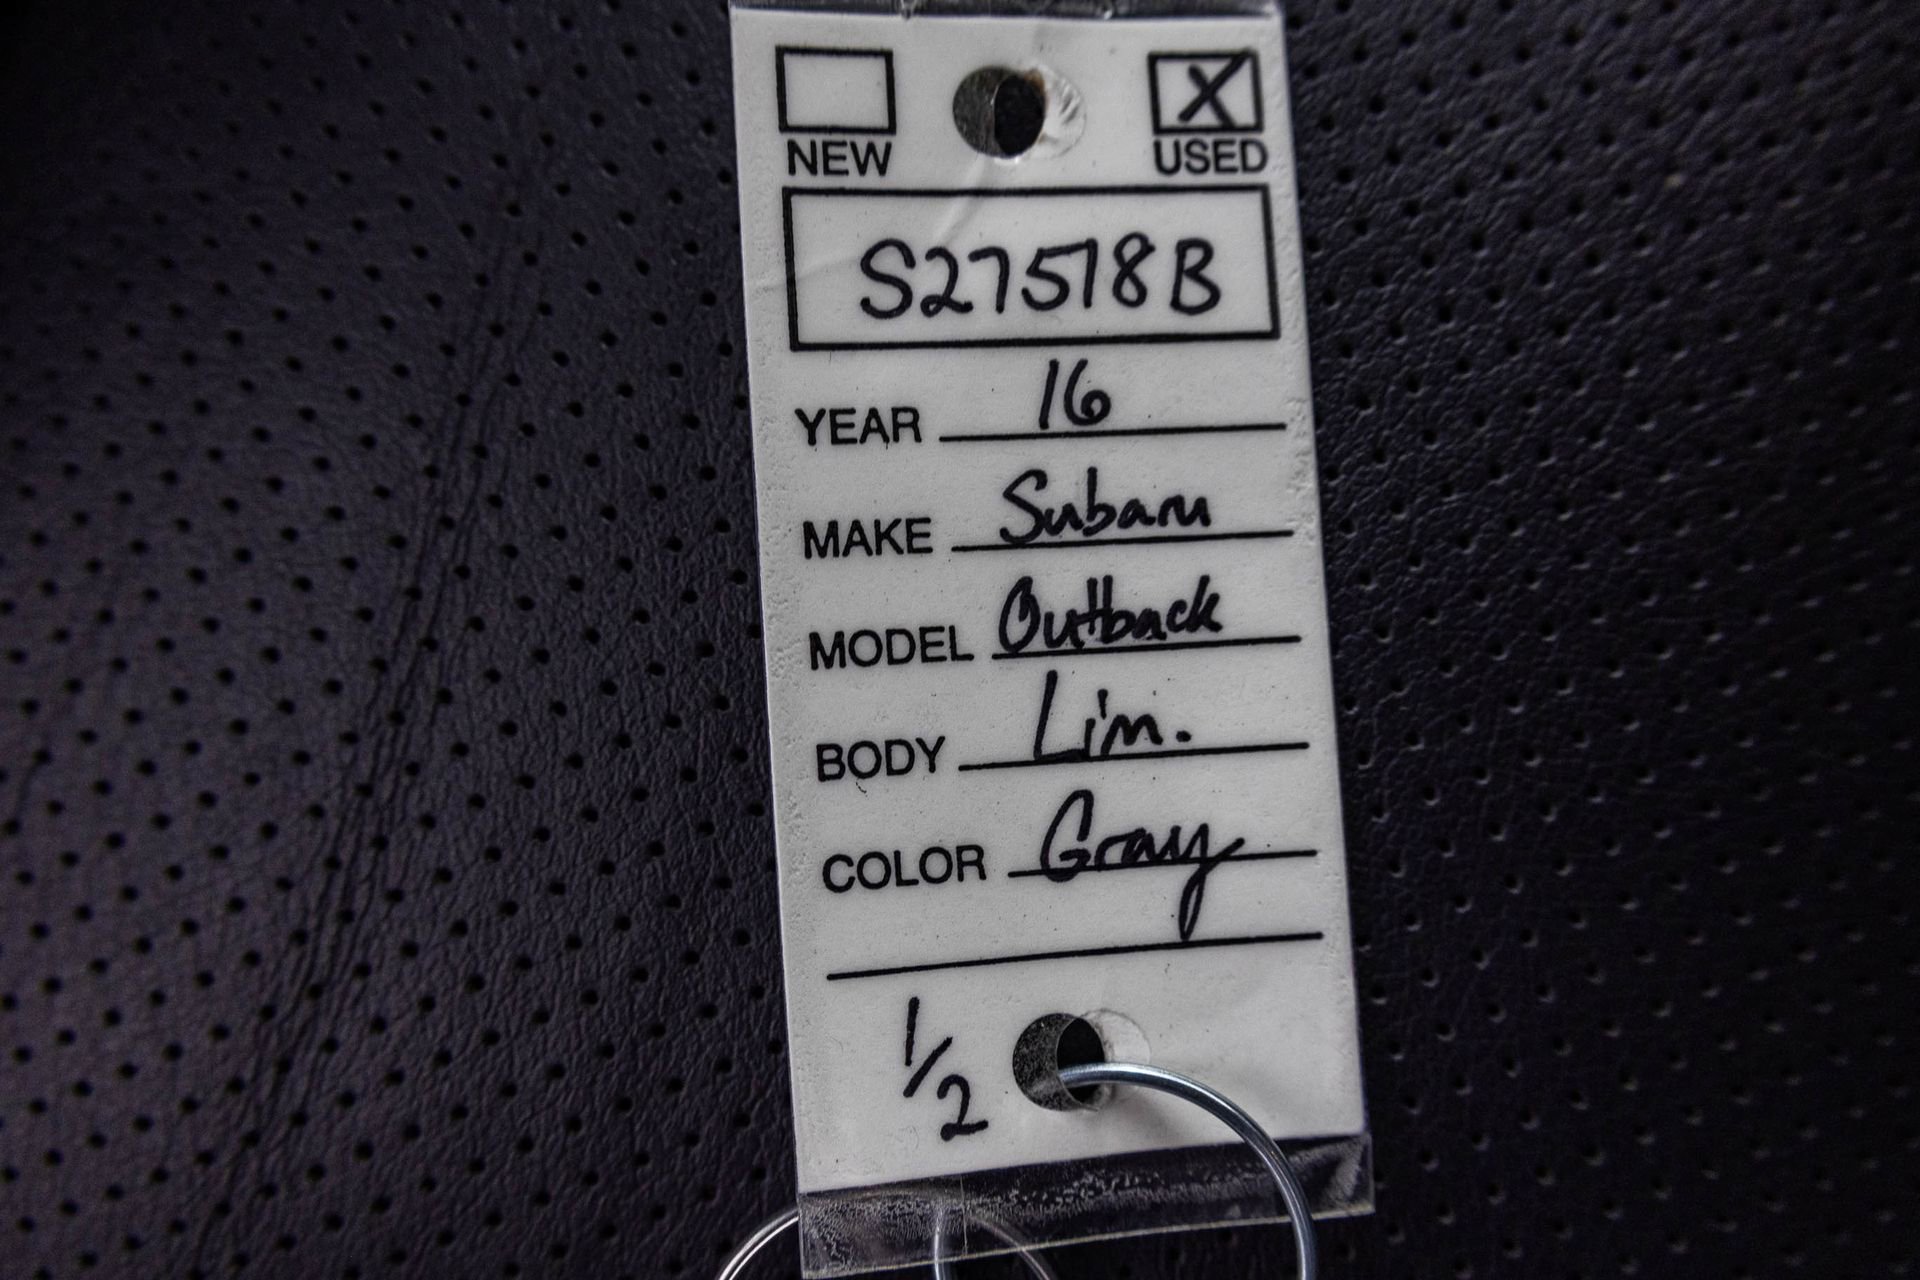 NEW X USED
S27518B
YEAR 16
MAKE Subaru
MODEL Outback
BODY Lim.
COLOR Gray
1/2